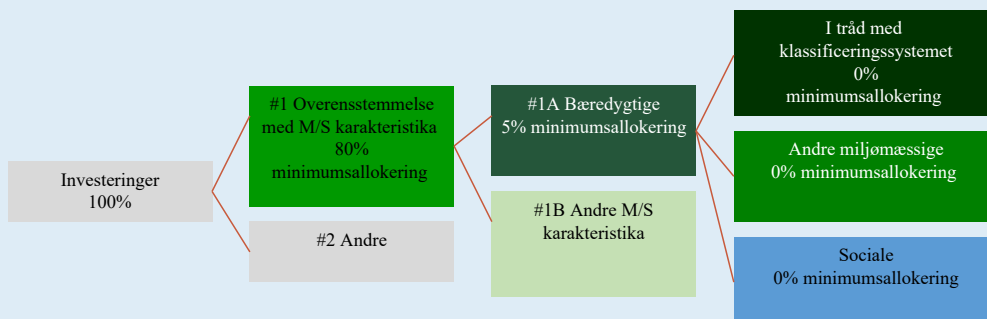 Investeringer
100%
#1 Overensstemmelse
med M/S karakteristika
80%
minimumsallokering
#2 Andre
#1A Bæredygtige
5% minimumsallokering
#1B Andre M/S
karakteristika
I tråd med
klassificeringssystemet
0%
minimumsallokering
Andre miljømæssige
0% minimumsallokering
Sociale
0% minimumsallokering